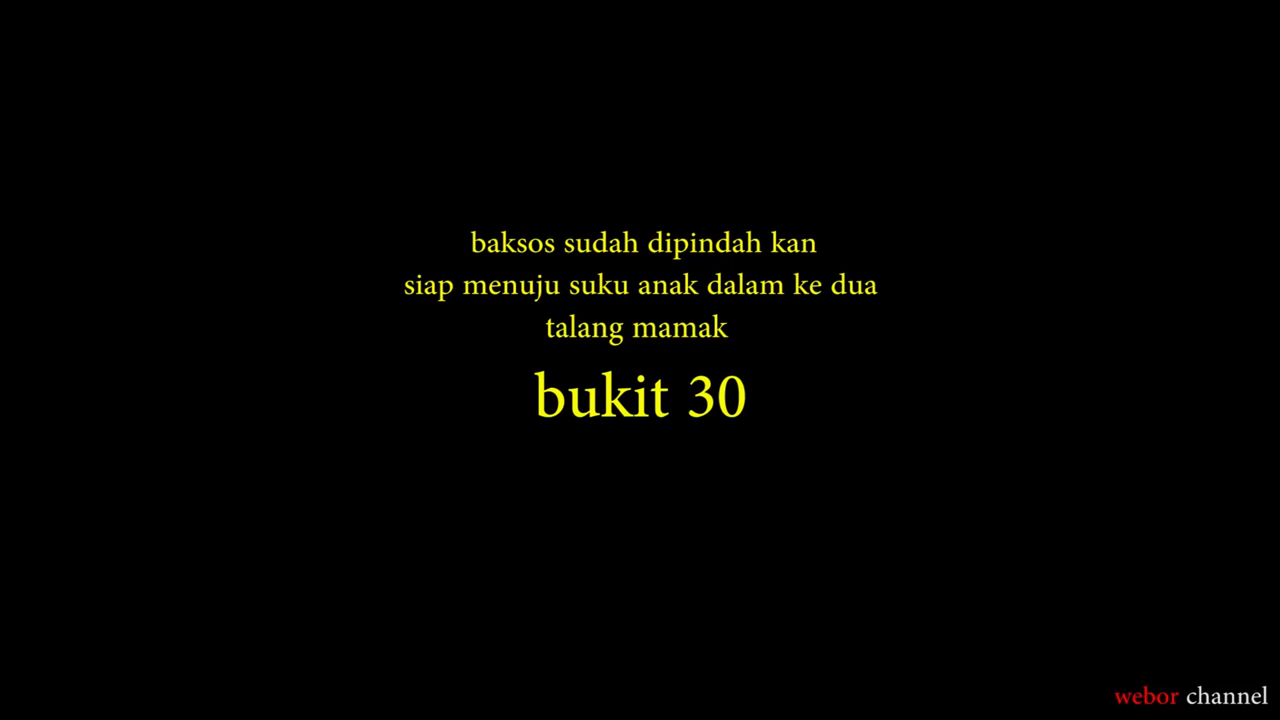 baksos sudah dipindah kan
siap menuju suku anak dalam ke dua
talang mamak
bukit 30
webor channel